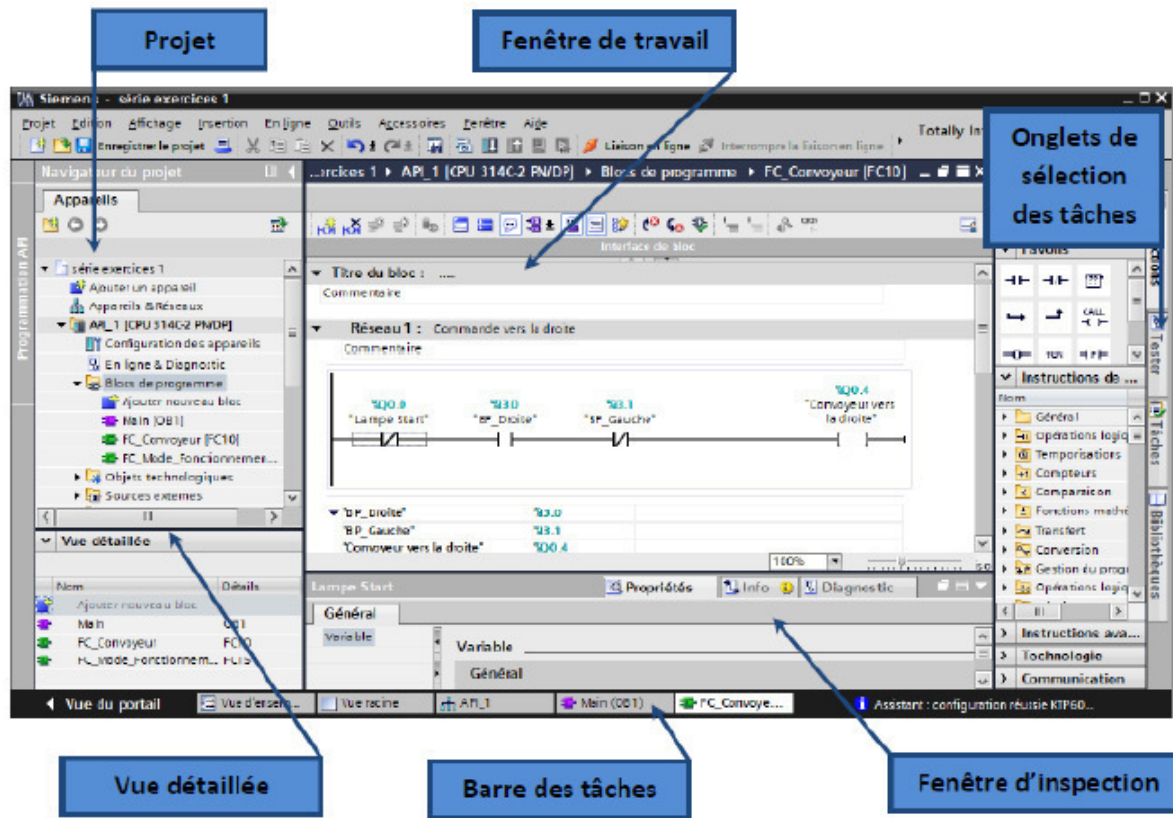 Projet
Fenêtre de travail
Siemens - série exercices 1
Projet Edition Affichage Insertion En ligne Outils Accessoires Fenêtre Aide
Enregistrer le projet
Liaison en ligne
Interrompre la liaison en ligne
Totally In
Onglets de
sélection
des tâches
Navigateur du projet
...ercices 1 ▸ API_1 [CPU 314C-2 PN/DP] ▸ Blocs de programme ▸ FC_Convoyeur [FC10]
Appareils
Programmation API
Interface de bloc
série exercices 1
Ajouter un appareil
Appareils & Réseaux
API_1 [CPU 314C-2 PN/DP]
Configuration des appareils
En ligne & Diagnostic
Blocs de programme
Ajouter nouveau bloc
Main [OB1]
FC_Convoyeur [FC10]
FC_Mode_Fonctionnemer...
Objets technologiques
Sources externes
Titre du bloc : ....
Commentaire
Réseau 1 : Commande vers la droite
Commentaire
%Q0.0
"Lampe Start"
%I3.0
"BP_Droite"
%I3.1
"BP_Gauche"
%Q0.4
"Convoyeur vers
la droite"
"BP_Droite" %I3.0
"BP_Gauche" %I3.1
"Convoyeur vers la droite" %Q0.4
100%
Favoris
CALL
Instructions de ...
Nom
Général
Opérations logiq
Temporisations
Compteurs
Comparaison
Fonctions mathé
Transfert
Conversion
Gestion du progr
Opérations logiq
Instructions ava...
Technologie
Communication
Tester
Tâches
Bibliothèques
Vue détaillée
Nom Détails
Ajouter nouveau bloc
Main OB1
FC_Convoyeur FC10
FC_Mode_Fonctionnem... FC15
Lampe Start
Propriétés
Info
Diagnostic
Général
Variable
Variable
Général
Vue du portail
Vue d'ensem...
Vue racine
API_1
Main (OB1)
FC_Convoye...
Assistant : configuration réussie KTP60...
Vue détaillée
Barre des tâches
Fenêtre d'inspection